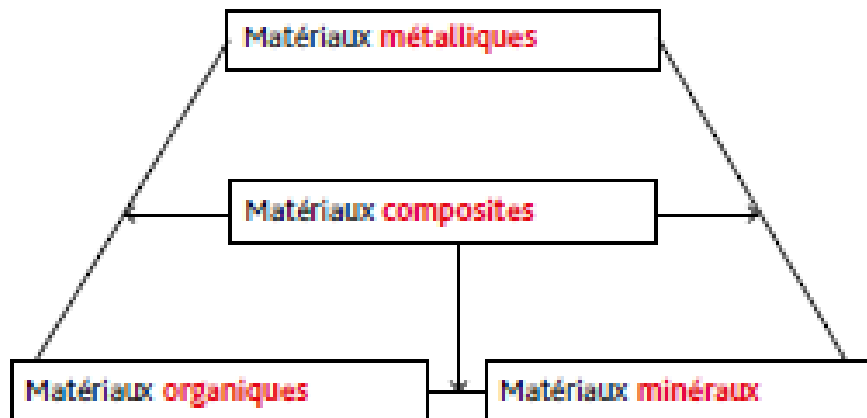 Matériaux métalliques
Matériaux composites
Matériaux organiques
Matériaux minéraux